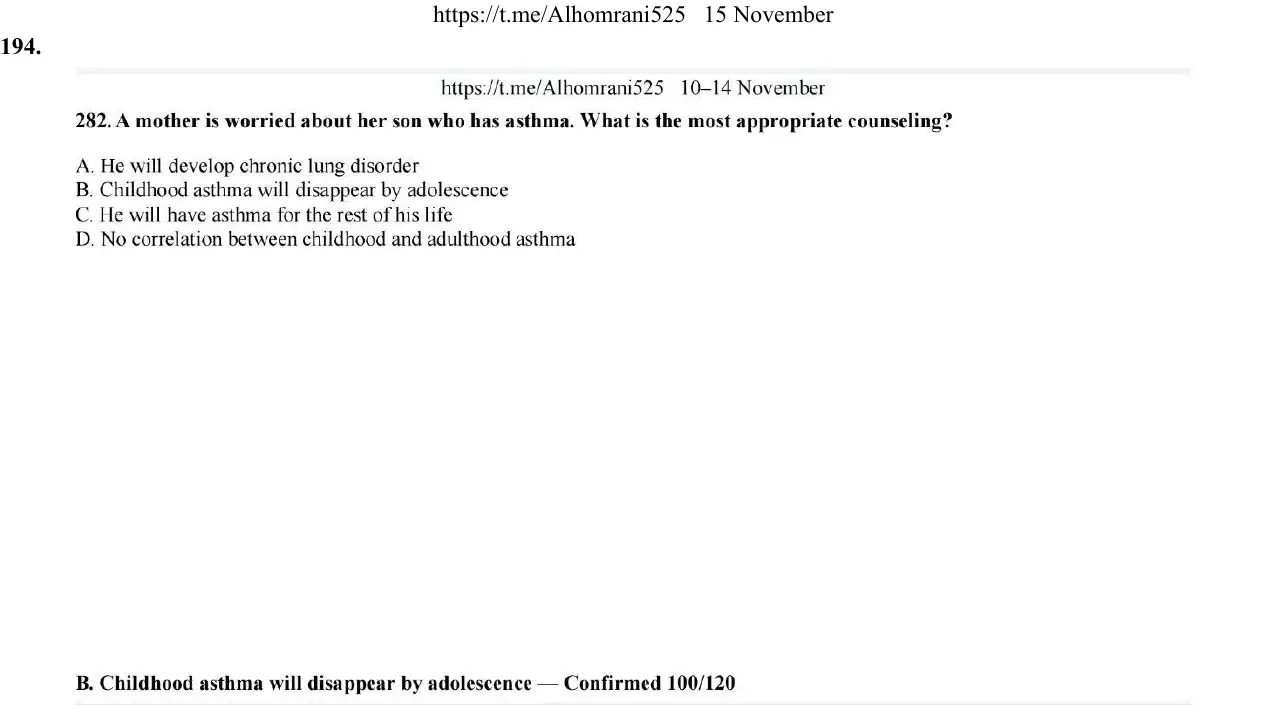 https://t.me/Alhomrani525 15 November
194.
https://t.me/Alhomrani525 10–14 November
282. A mother is worried about her son who has asthma. What is the most appropriate counseling?
A. He will develop chronic lung disorder
B. Childhood asthma will disappear by adolescence
C. He will have asthma for the rest of his life
D. No correlation between childhood and adulthood asthma
B. Childhood asthma will disappear by adolescence — Confirmed 100/120